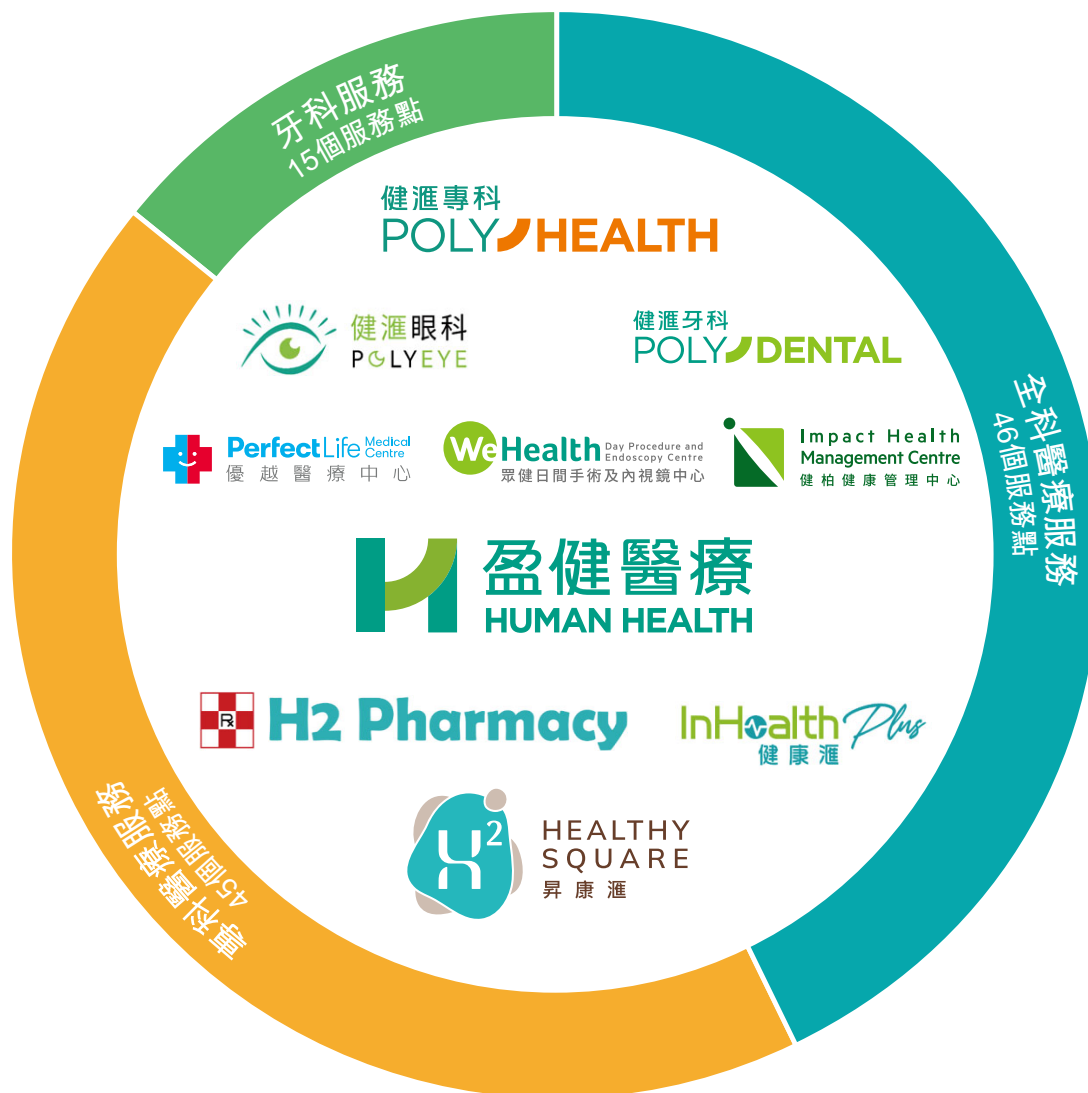 牙科服務
15個服務點
全科醫療服務
46個服務點
專科醫療服務
45個服務點
健滙專科
POLY HEALTH
健滙眼科
POLYEYE
健滙牙科
POLY DENTAL
PerfectLife Medical Centre
優越醫療中心
WeHealth Day Procedure and Endoscopy Centre
眾健日間手術及內視鏡中心
Impact Health
Management Centre
健柏健康管理中心
盈健醫療
HUMAN HEALTH
Rx H2 Pharmacy
InHealth Plus
健康滙
H2
HEALTHY
SQUARE
昇康滙